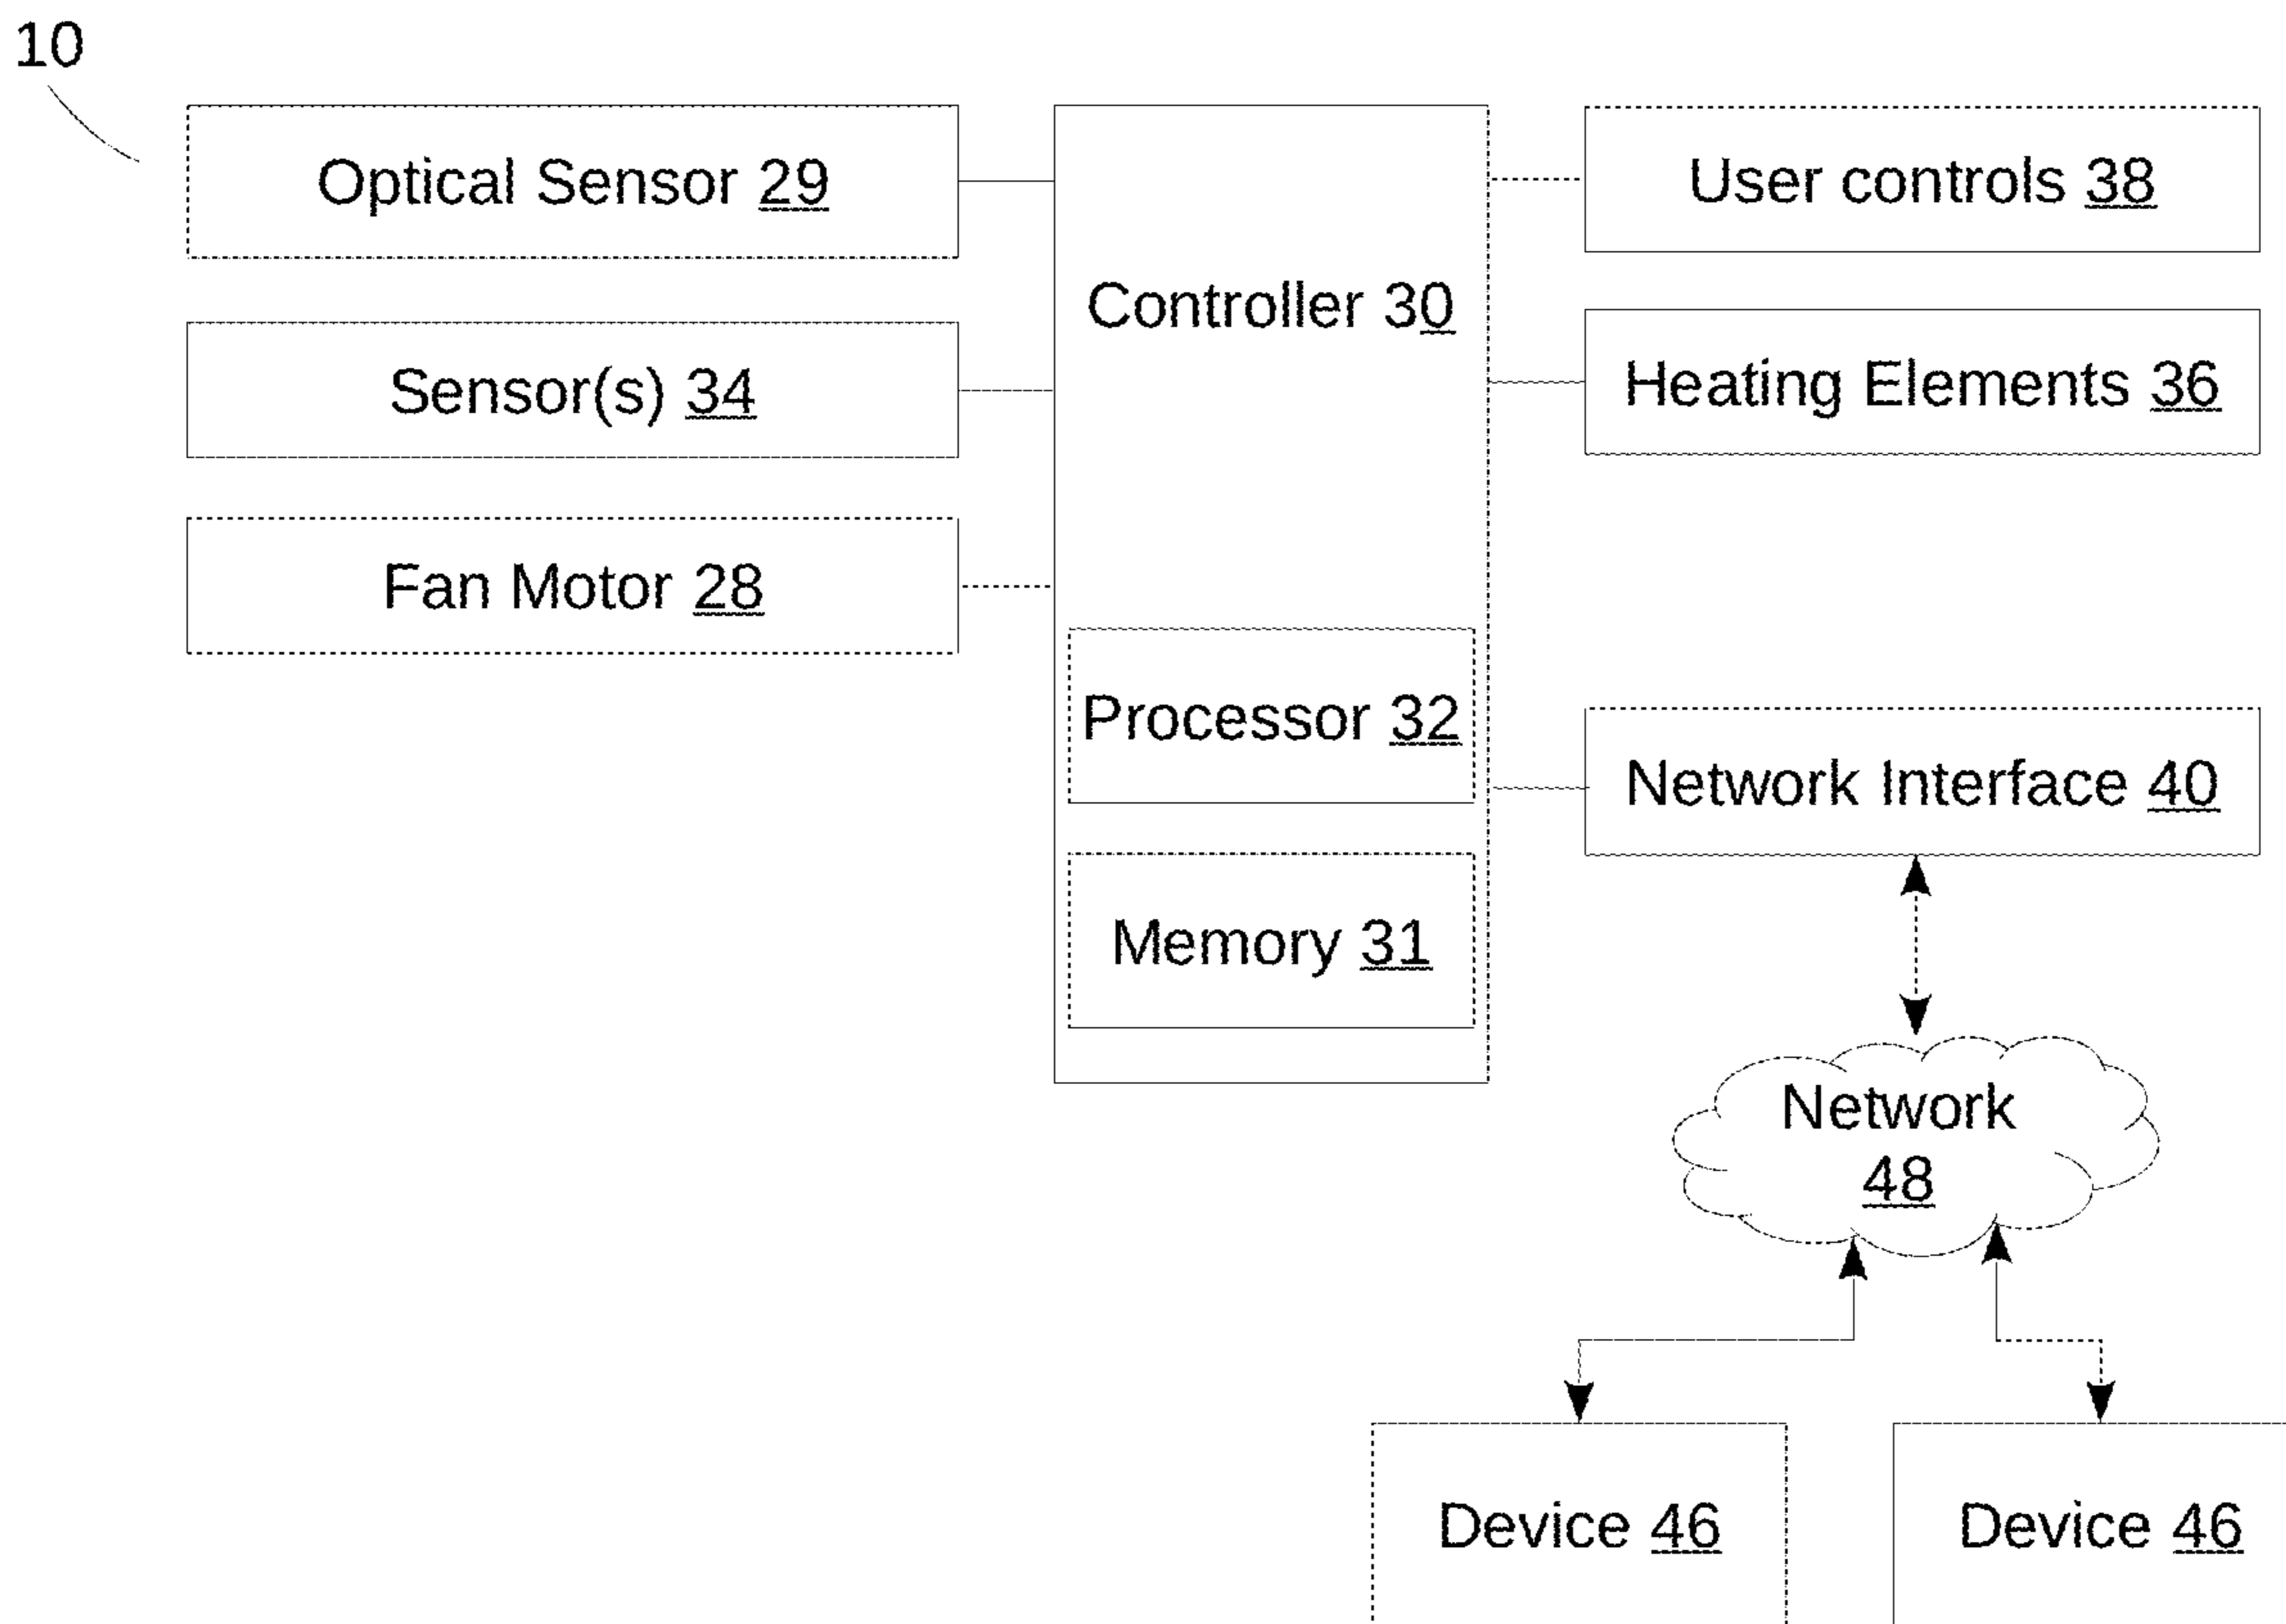 10
Optical Sensor 29
Sensor(s) 34
Fan Motor 28
Controller 30
Processor 32
Memory 31
User controls 38
Heating Elements 36
Network Interface 40
Network
48
Device 46
Device 46